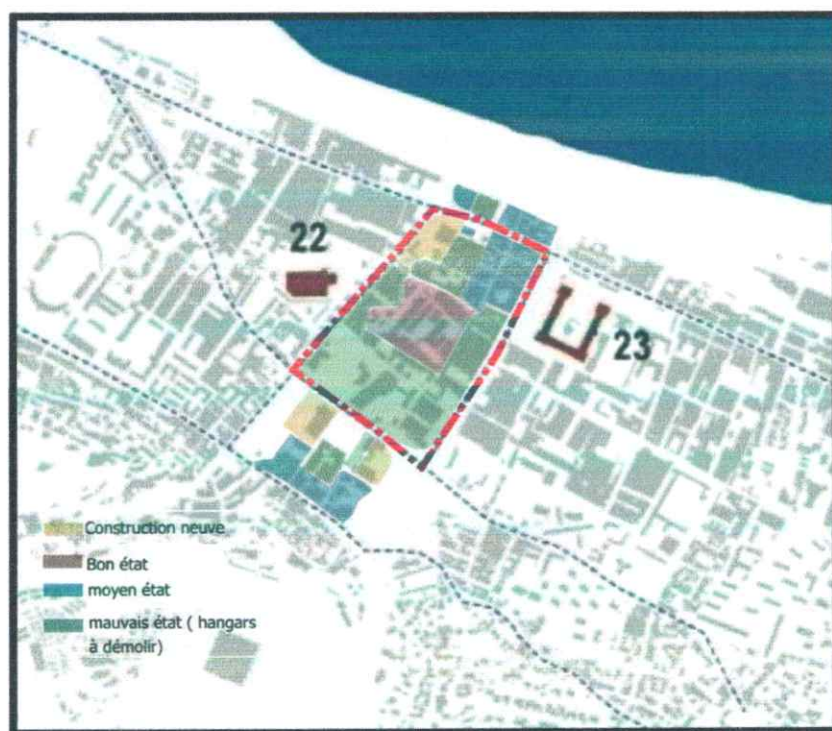 22
23
Construction neuve
Bon état
moyen état
mauvais état ( hangars
à démolir)